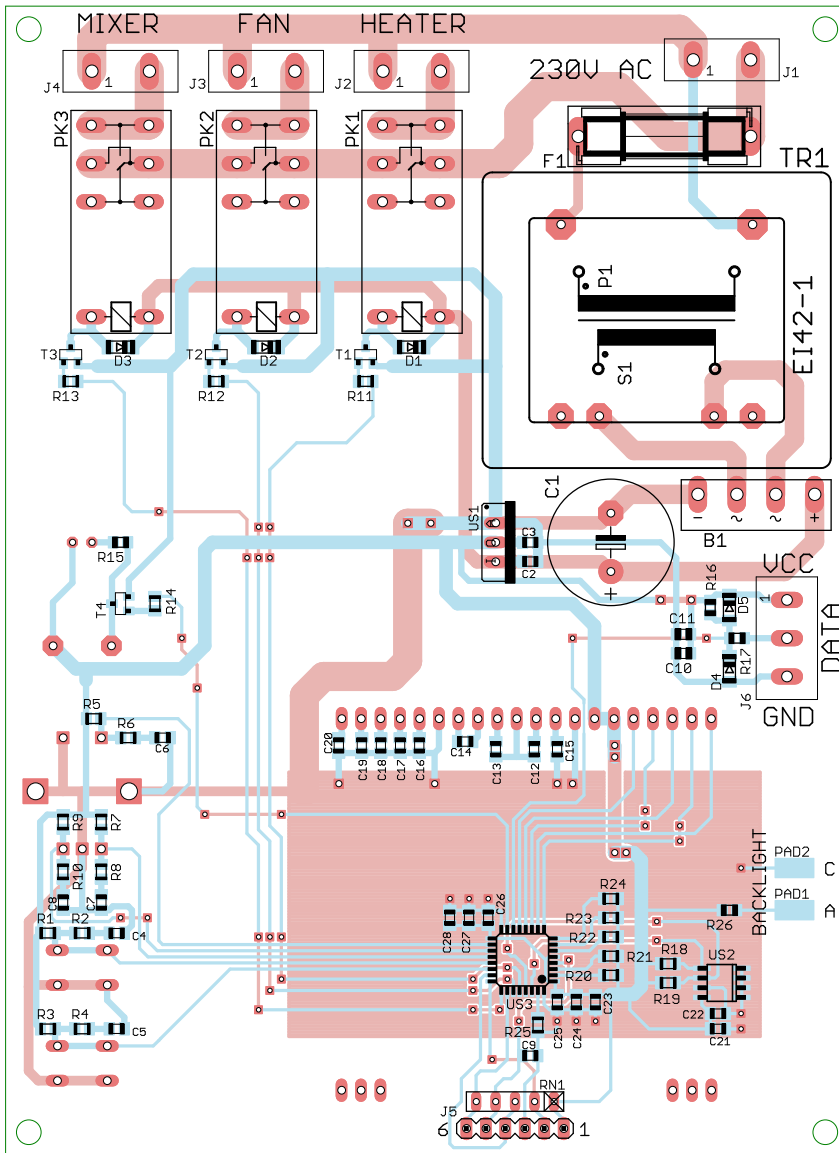 MIXER FAN HEATER
230V AC
J4 1 J3 1 J2 1 1 J1
PK3 PK2 PK1
F1
TR1
P1
S1
EI42-1
T3 D3 T2 D2 T1 D1
R13 R12 R11
C1
US1
C3
C2
- ~ ~ +
B1
+
R15
T4 R14
VCC
R16 D5
1
C11
C10
R17
D4
DATA
J6
GND
R5
R6 C6
C20 C19 C18 C17 C16 C14 C13 C12 C15
R9 R7
R10 R8
C8 C7
R1 R2 C4
R3 R4 C5
BACKLIGHT
PAD2 C
PAD1 A
R24
R23
R22
R21
R20
R26
C28 C27 C26
US3
R18
R19
US2
C22
C21
R25 C25 C24 C23
C9
RN1
J5
6 1